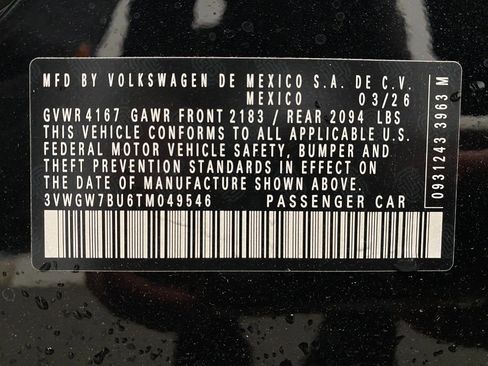 MFD BY VOLKSWAGEN DE MEXICO S.A. DE C.V.
MEXICO 03/26
GVWR 4167 GAWR FRONT 2183 / REAR 2094 LBS
THIS VEHICLE CONFORMS TO ALL APPLICABLE U.S.
FEDERAL MOTOR VEHICLE SAFETY, BUMPER AND
THEFT PREVENTION STANDARDS IN EFFECT ON
THE DATE OF MANUFACTURE SHOWN ABOVE.
3VWGW7BU6TM049546 PASSENGER CAR
0931243 3963 M